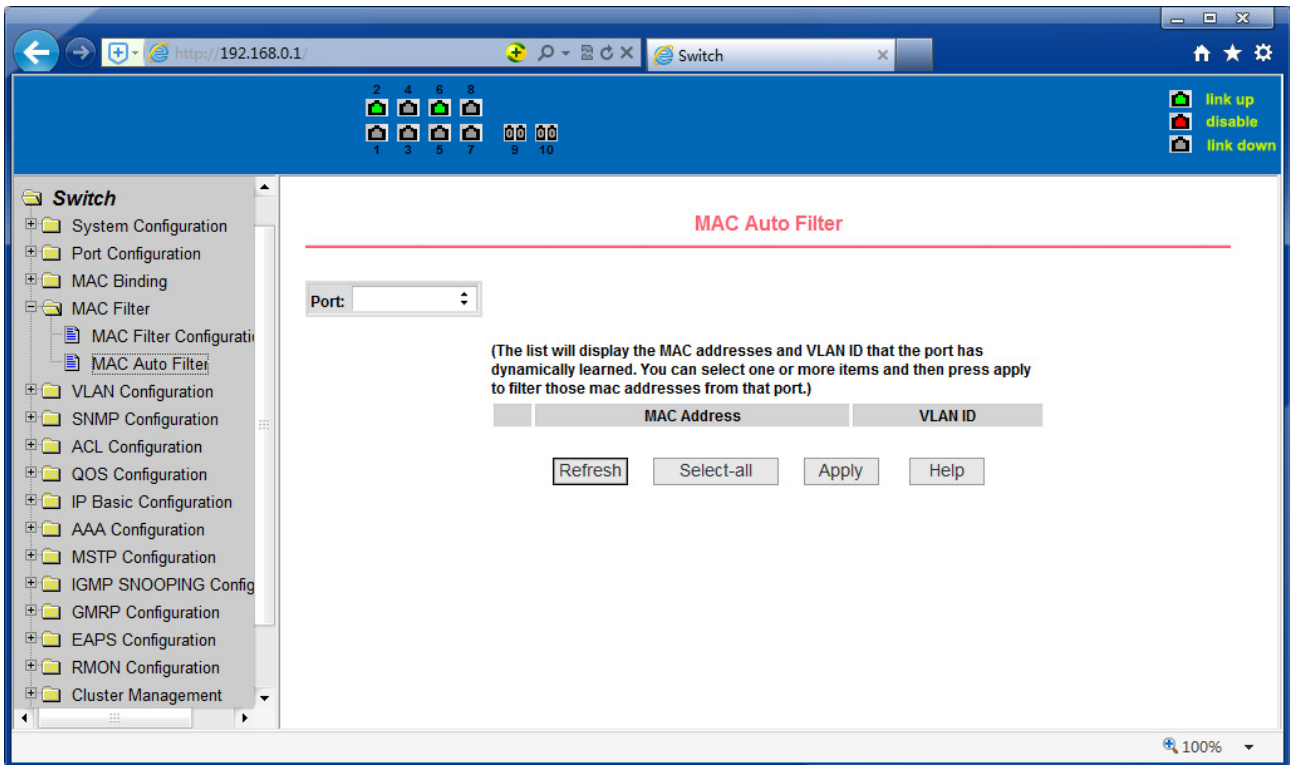 http://192.168.0.1/
Switch
2 4 6 8
1 3 5 7 9 10
link up
disable
link down
Switch
System Configuration
Port Configuration
MAC Binding
MAC Filter
MAC Filter Configurati
MAC Auto Filter
VLAN Configuration
SNMP Configuration
ACL Configuration
QOS Configuration
IP Basic Configuration
AAA Configuration
MSTP Configuration
IGMP SNOOPING Config
GMRP Configuration
EAPS Configuration
RMON Configuration
Cluster Management
MAC Auto Filter
Port:
(The list will display the MAC addresses and VLAN ID that the port has
dynamically learned. You can select one or more items and then press apply
to filter those mac addresses from that port.)
MAC Address VLAN ID
Refresh Select-all Apply Help
100%